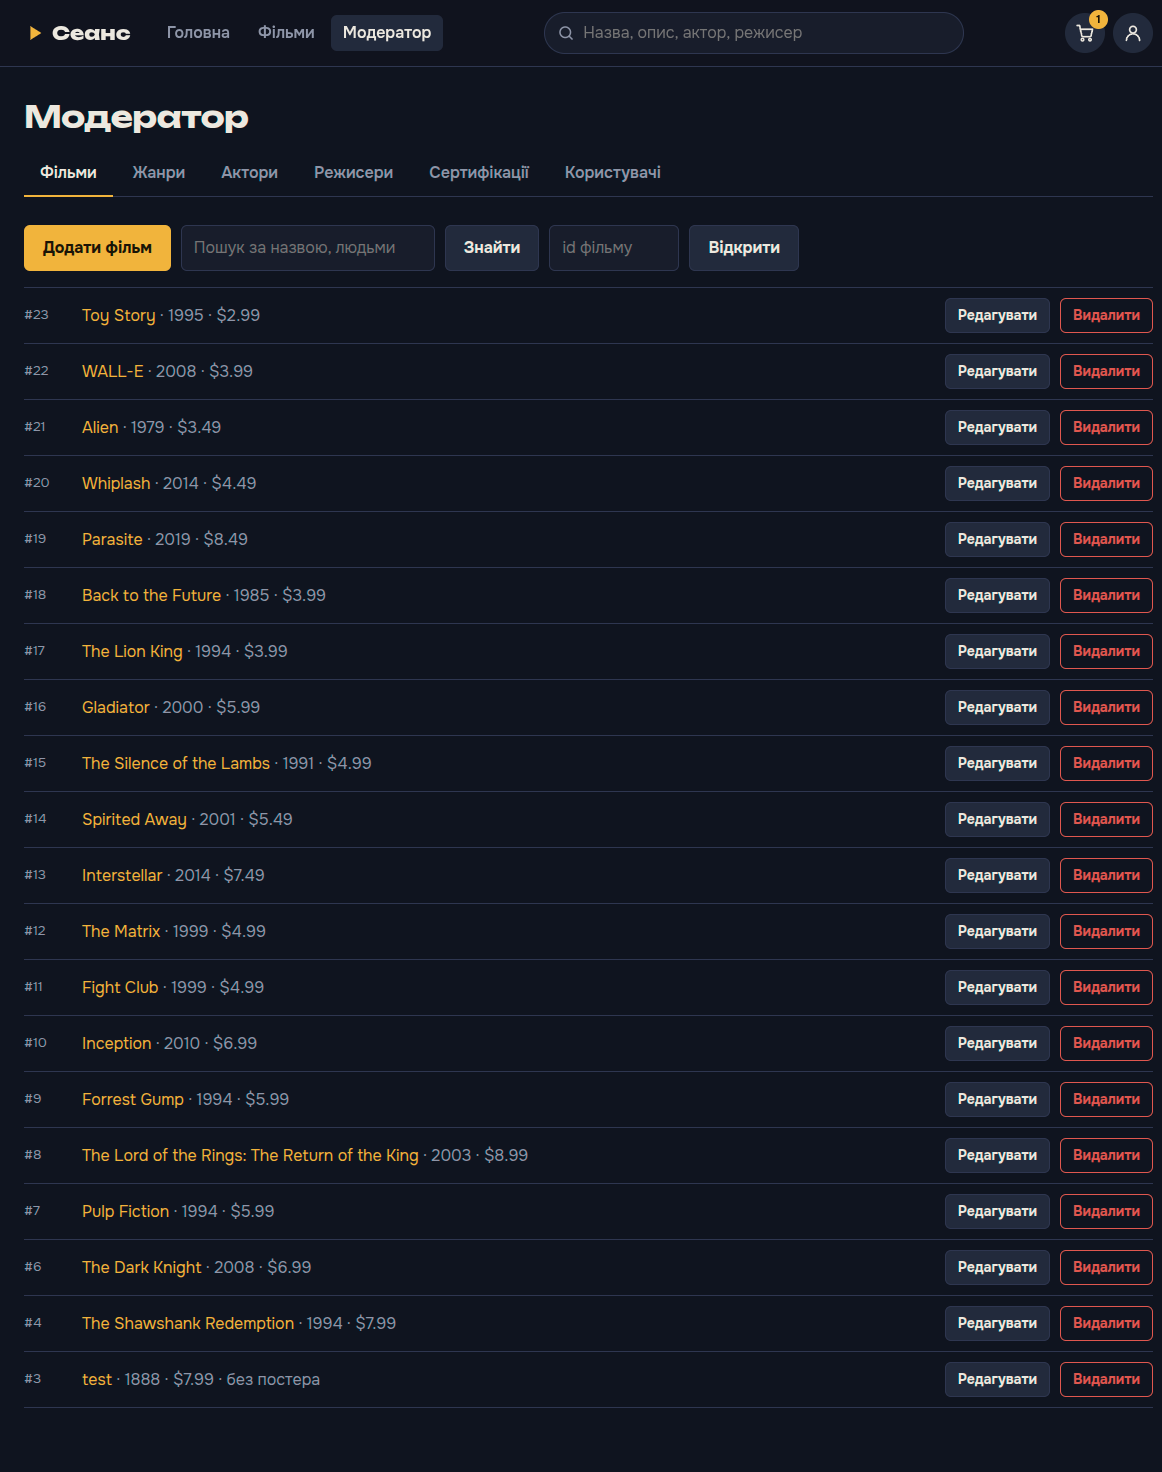 Сеанс Головна Фільми Модератор Назва, опис, актор, режисер 1
Модератор
Фільми Жанри Актори Режисери Сертифікації Користувачі
Додати фільм Пошук за назвою, людьми Знайти id фільму Відкрити
#23 Toy Story · 1995 · $2.99 Редагувати Видалити
#22 WALL-E · 2008 · $3.99 Редагувати Видалити
#21 Alien · 1979 · $3.49 Редагувати Видалити
#20 Whiplash · 2014 · $4.49 Редагувати Видалити
#19 Parasite · 2019 · $8.49 Редагувати Видалити
#18 Back to the Future · 1985 · $3.99 Редагувати Видалити
#17 The Lion King · 1994 · $3.99 Редагувати Видалити
#16 Gladiator · 2000 · $5.99 Редагувати Видалити
#15 The Silence of the Lambs · 1991 · $4.99 Редагувати Видалити
#14 Spirited Away · 2001 · $5.49 Редагувати Видалити
#13 Interstellar · 2014 · $7.49 Редагувати Видалити
#12 The Matrix · 1999 · $4.99 Редагувати Видалити
#11 Fight Club · 1999 · $4.99 Редагувати Видалити
#10 Inception · 2010 · $6.99 Редагувати Видалити
#9 Forrest Gump · 1994 · $5.99 Редагувати Видалити
#8 The Lord of the Rings: The Return of the King · 2003 · $8.99 Редагувати Видалити
#7 Pulp Fiction · 1994 · $5.99 Редагувати Видалити
#6 The Dark Knight · 2008 · $6.99 Редагувати Видалити
#4 The Shawshank Redemption · 1994 · $7.99 Редагувати Видалити
#3 test · 1888 · $7.99 · без постера Редагувати Видалити